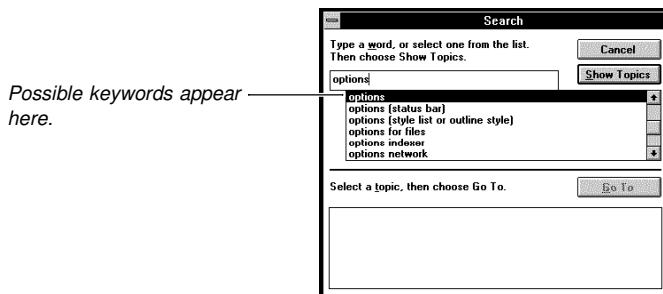 Search
Type a word, or select one from the list.
Then choose Show Topics.
Cancel
options
Show Topics
Possible keywords appear
here.
options
options (status bar)
options (style list or outline style)
options for files
options indexer
options network
Select a topic, then choose Go To.
Go To